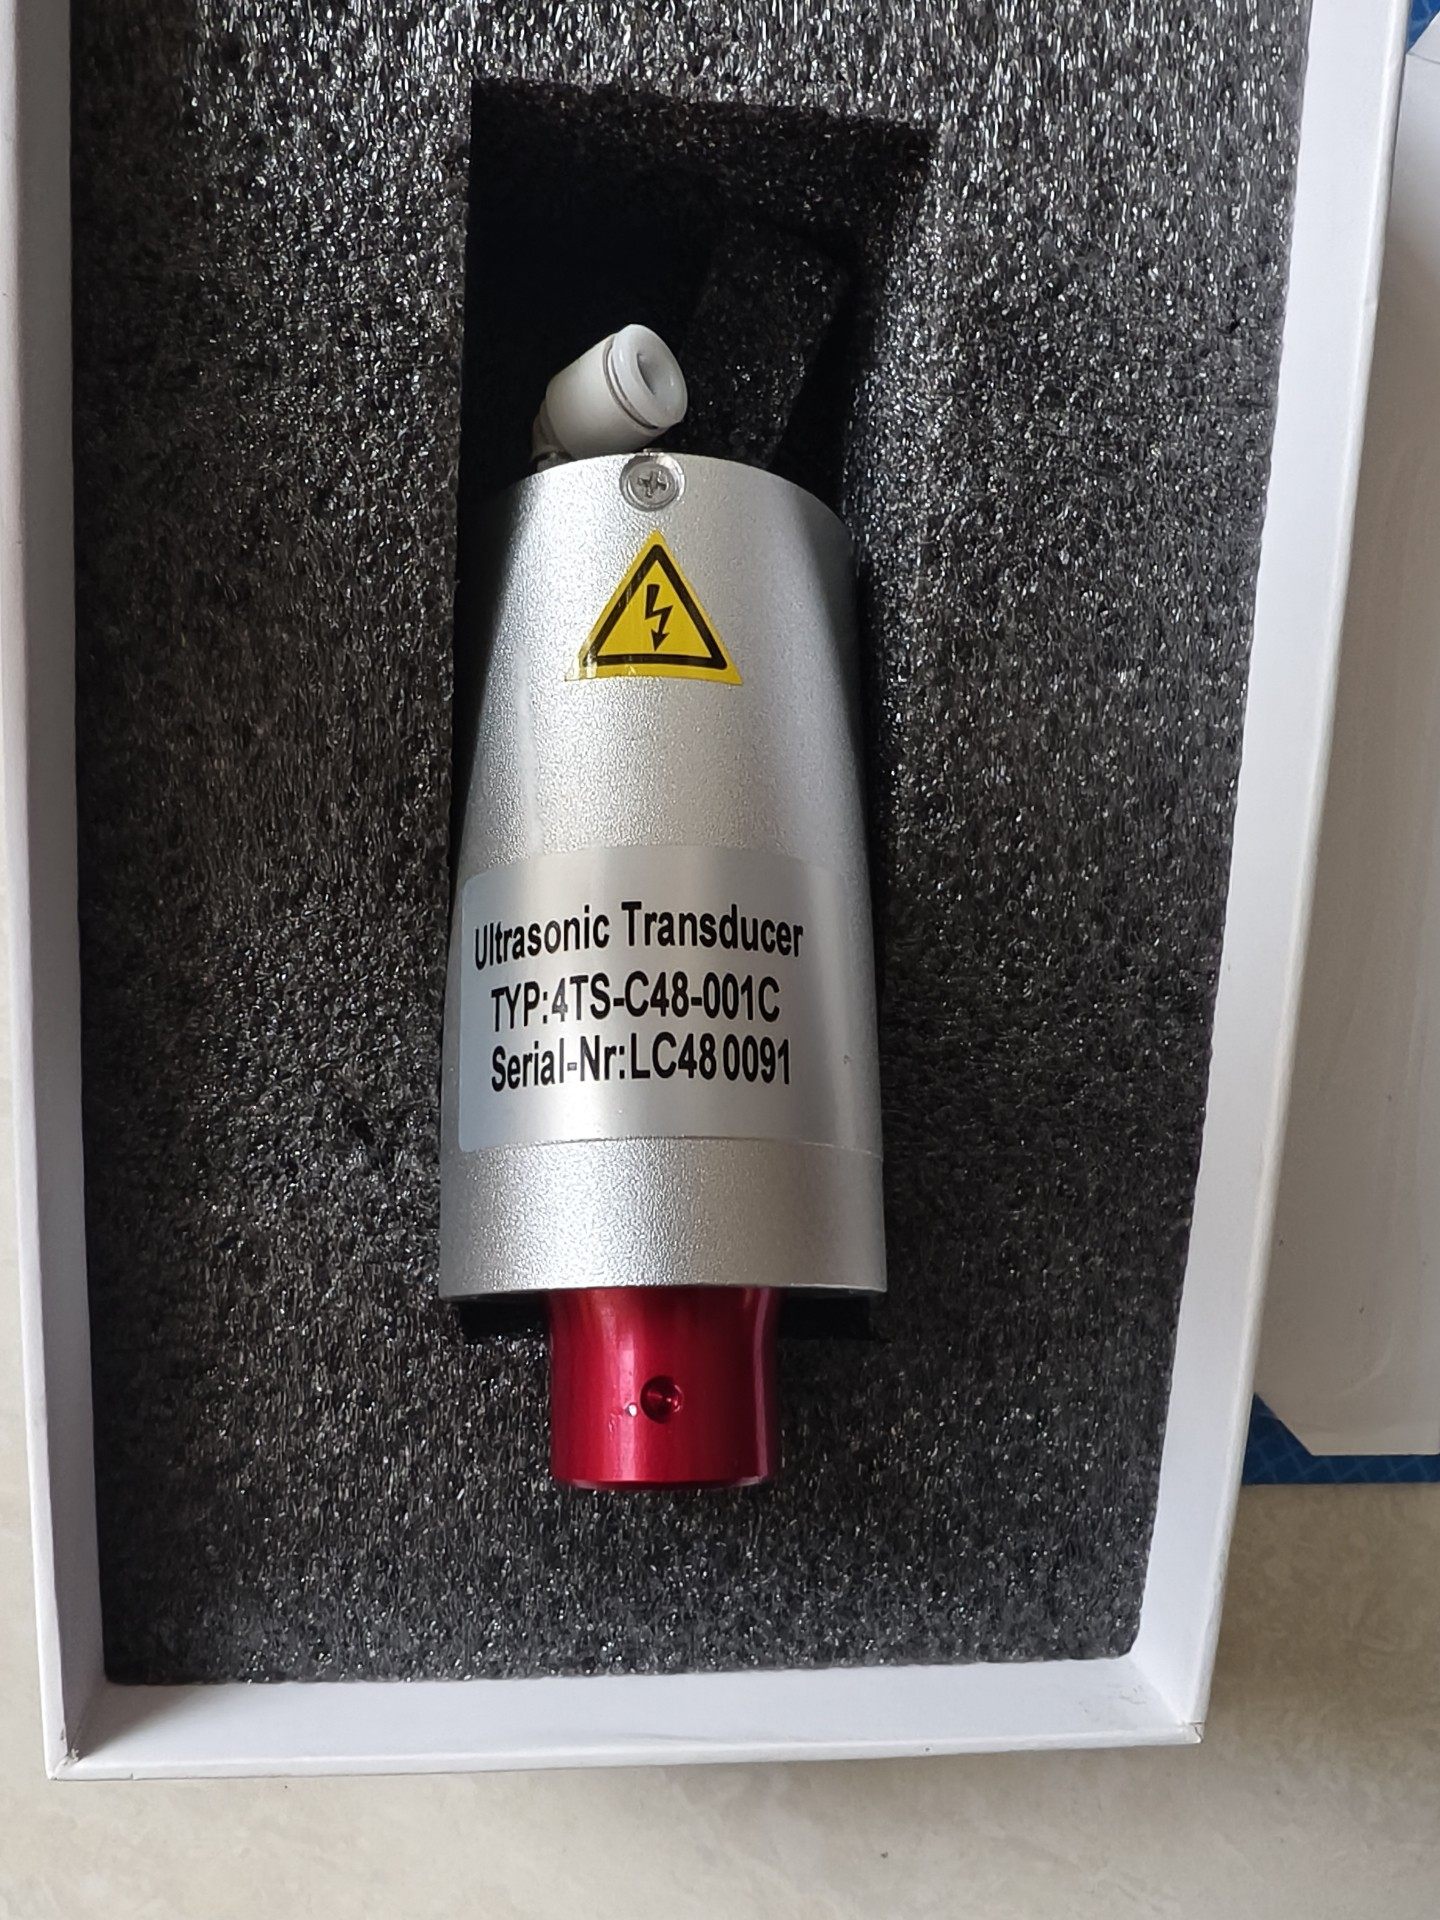 Ultrasonic Transducer
TYP:4TS-C48-001C
Serial-Nr:LC48 0091